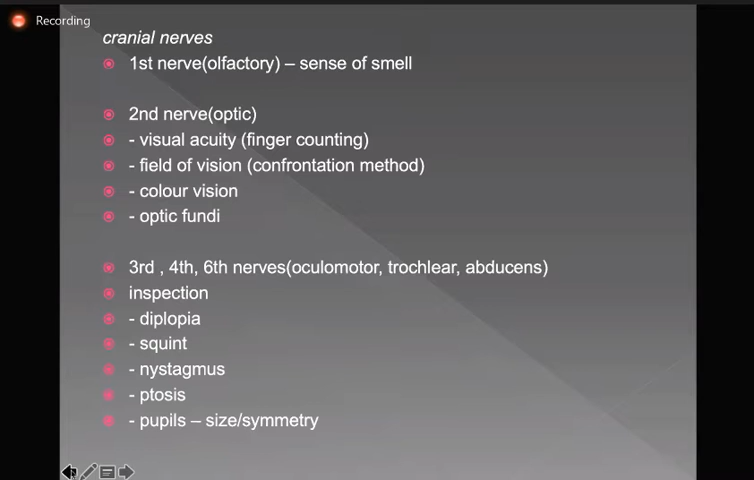 Recording
cranial nerves
1st nerve(olfactory) – sense of smell
2nd nerve(optic)
- visual acuity (finger counting)
- field of vision (confrontation method)
- colour vision
- optic fundi
3rd , 4th, 6th nerves(oculomotor, trochlear, abducens)
inspection
- diplopia
- squint
- nystagmus
- ptosis
- pupils – size/symmetry